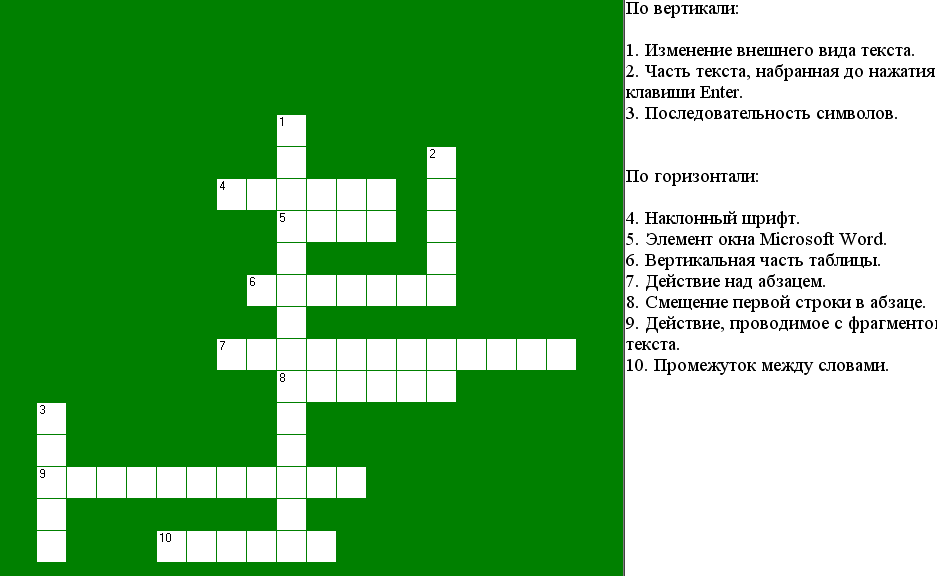 По вертикали:
1. Изменение внешнего вида текста.
2. Часть текста, набранная до нажатия
клавиши Enter.
3. Последовательность символов.
По горизонтали:
4. Наклонный шрифт.
5. Элемент окна Microsoft Word.
6. Вертикальная часть таблицы.
7. Действие над абзацем.
8. Смещение первой строки в абзаце.
9. Действие, проводимое с фрагменто
текста.
10. Промежуток между словами.
1
2
4
5
6
7
8
3
9
10